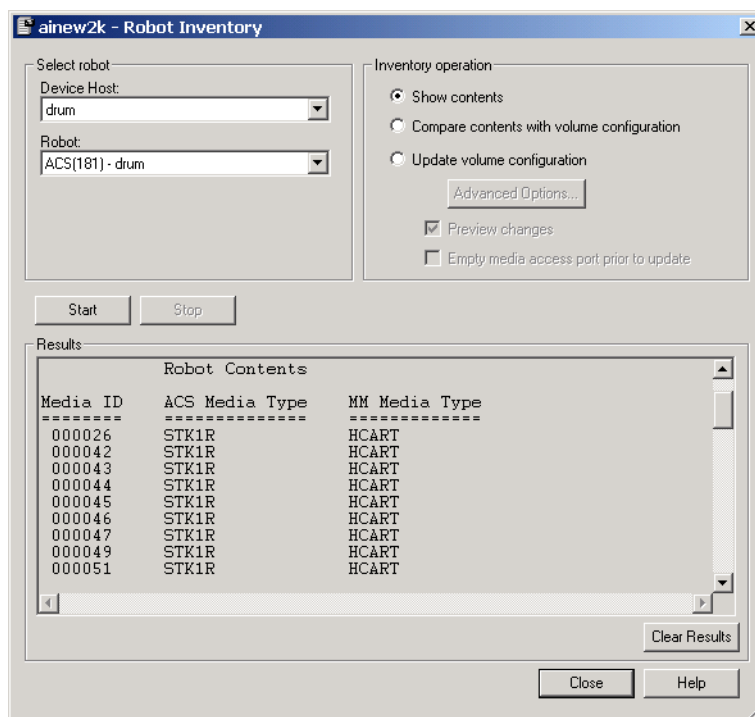 ainew2k - Robot Inventory
Select robot
Device Host:
drum
Robot:
ACS(181) - drum
Inventory operation
Show contents
Compare contents with volume configuration
Update volume configuration
Advanced Options...
Preview changes
Empty media access port prior to update
Start
Stop
Results
Robot Contents
Media ID ACS Media Type MM Media Type
======== ============== =============
000026 STK1R HCART
000042 STK1R HCART
000043 STK1R HCART
000044 STK1R HCART
000045 STK1R HCART
000046 STK1R HCART
000047 STK1R HCART
000049 STK1R HCART
000051 STK1R HCART
Clear Results
Close
Help